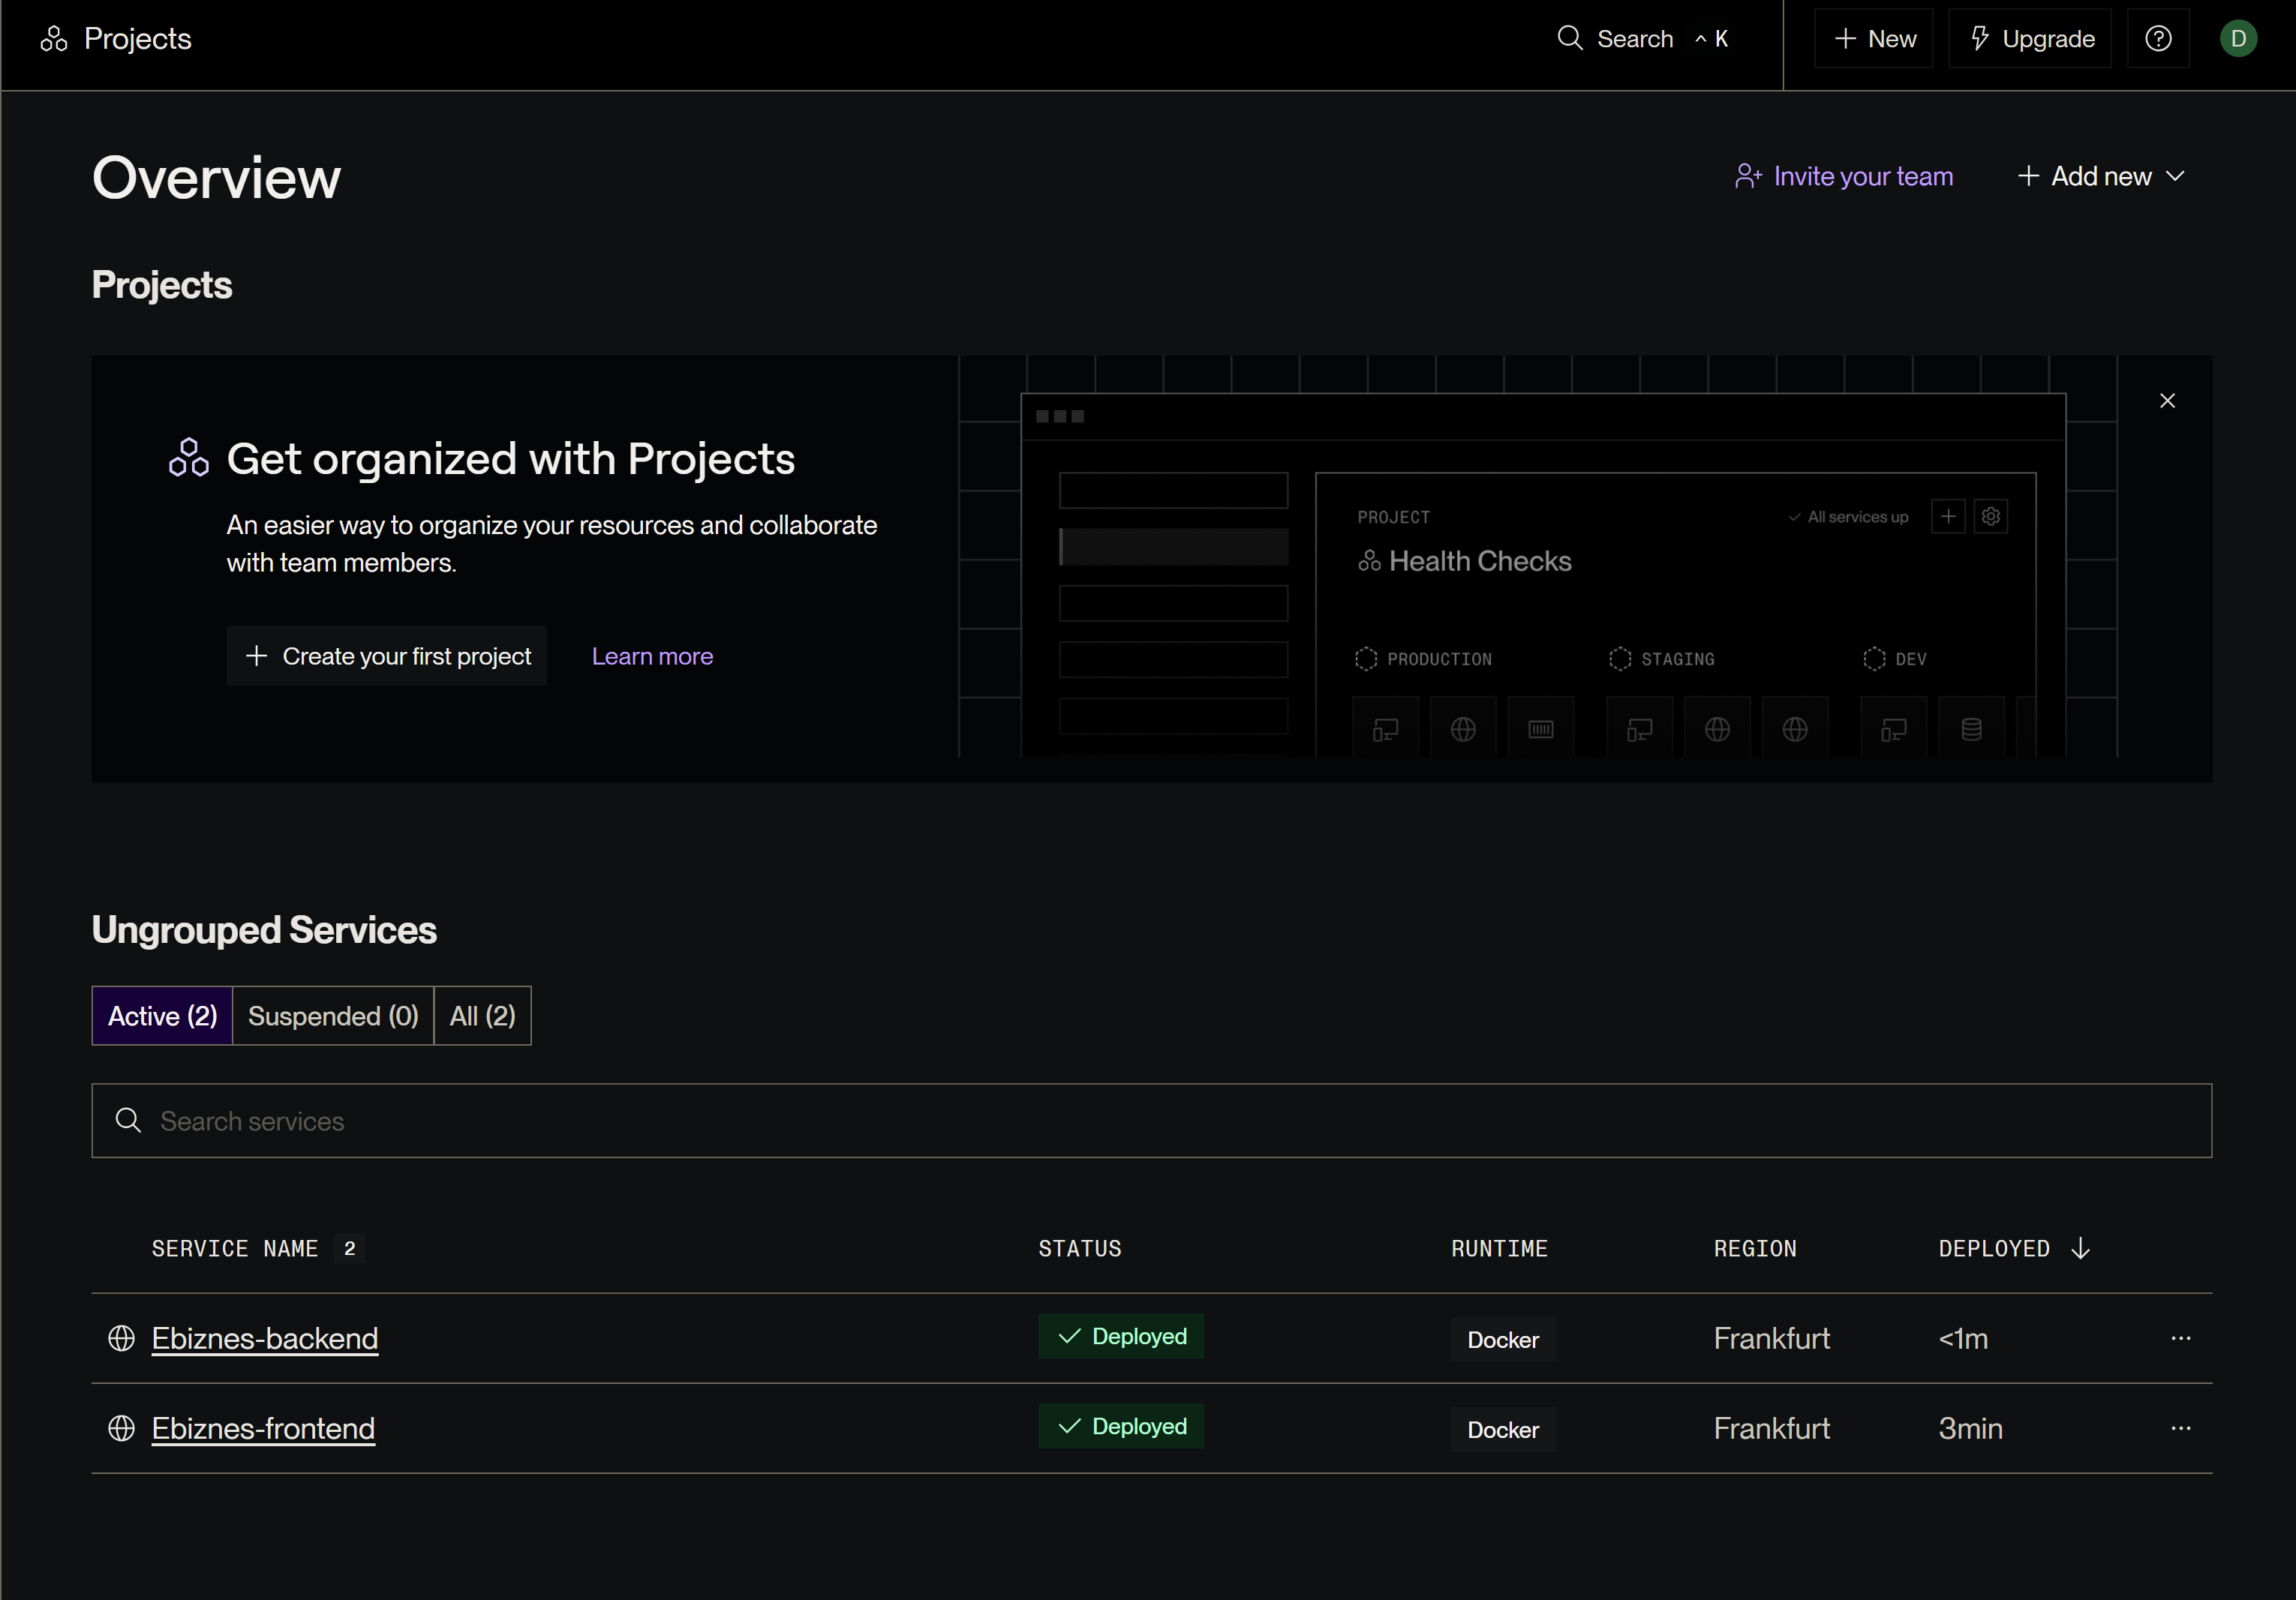 Projects
Search ^ K
+ New
Upgrade
D
Overview
Invite your team
+ Add new
Projects
Get organized with Projects
An easier way to organize your resources and collaborate
with team members.
+ Create your first project
Learn more
PROJECT
All services up
Health Checks
PRODUCTION
STAGING
DEV
Ungrouped Services
Active (2)
Suspended (0)
All (2)
Search services
SERVICE NAME 2
STATUS
RUNTIME
REGION
DEPLOYED ↓
Ebiznes-backend
Deployed
Docker
Frankfurt
<1m
Ebiznes-frontend
Deployed
Docker
Frankfurt
3min